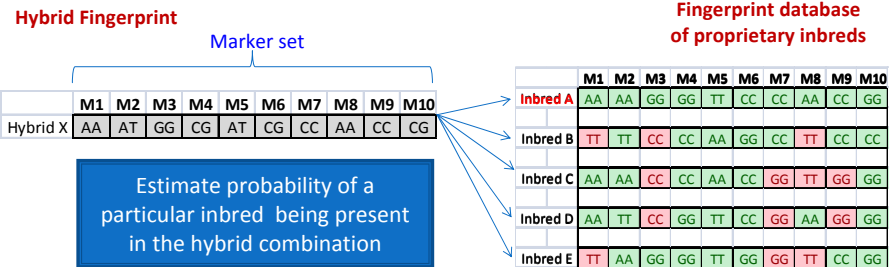 Hybrid Fingerprint
Marker set
M1 M2 M3 M4 M5 M6 M7 M8 M9 M10
Hybrid X AA AT GG CG AT CG CC AA CC CG
Estimate probability of a
particular inbred being present
in the hybrid combination
Fingerprint database
of proprietary inbreds
M1 M2 M3 M4 M5 M6 M7 M8 M9 M10
Inbred A AA AA GG GG TT CC CC AA CC GG
Inbred B TT TT CC CC AA GG CC TT CC CC
Inbred C AA AA CC CC AA CC GG TT GG GG
Inbred D AA TT CC GG TT CC GG AA GG GG
Inbred E TT AA GG GG TT GG GG TT CC GG